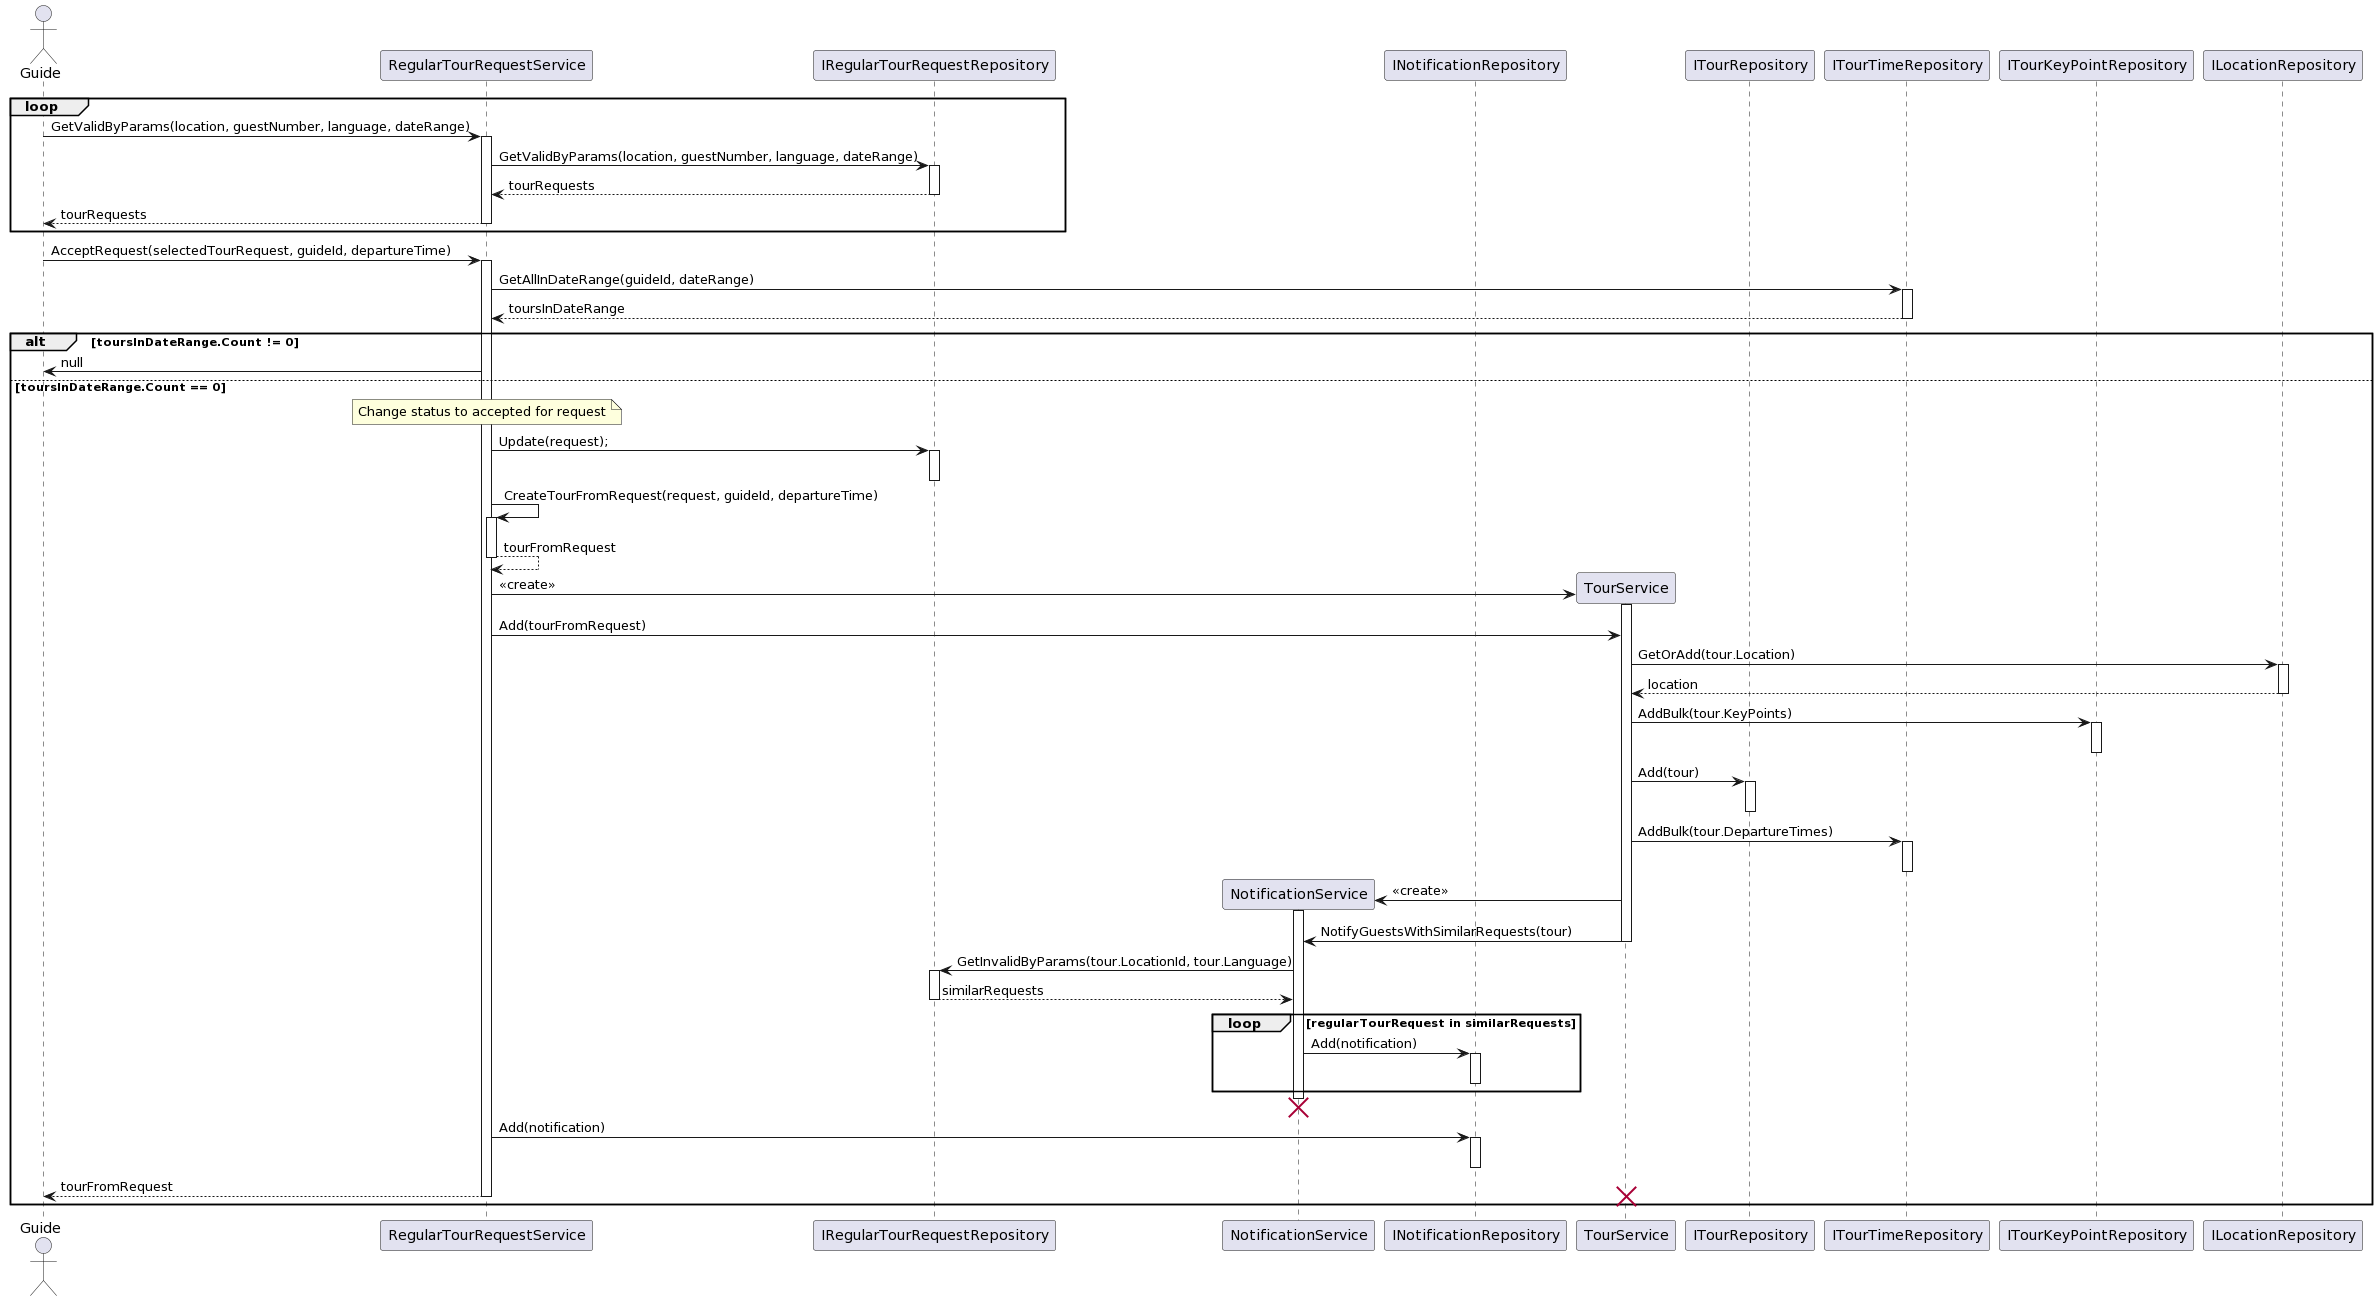 Guide
RegularTourRequestService
IRegularTourRequestRepository
INotificationRepository
ITourRepository
ITourTimeRepository
ITourKeyPointRepository
ILocationRepository
loop
GetValidByParams(location, guestNumber, language, dateRange)
GetValidByParams(location, guestNumber, language, dateRange)
tourRequests
tourRequests
AcceptRequest(selectedTourRequest, guideId, departureTime)
GetAllInDateRange(guideId, dateRange)
toursInDateRange
alt
[toursInDateRange.Count != 0]
null
[toursInDateRange.Count == 0]
Change status to accepted for request
Update(request);
CreateTourFromRequest(request, guideId, departureTime)
tourFromRequest
«create»
TourService
Add(tourFromRequest)
GetOrAdd(tour.Location)
location
AddBulk(tour.KeyPoints)
Add(tour)
AddBulk(tour.DepartureTimes)
NotificationService
«create»
NotifyGuestsWithSimilarRequests(tour)
GetInvalidByParams(tour.LocationId, tour.Language)
similarRequests
loop
[regularTourRequest in similarRequests]
Add(notification)
Add(notification)
tourFromRequest
Guide
RegularTourRequestService
IRegularTourRequestRepository
NotificationService
INotificationRepository
TourService
ITourRepository
ITourTimeRepository
ITourKeyPointRepository
ILocationRepository